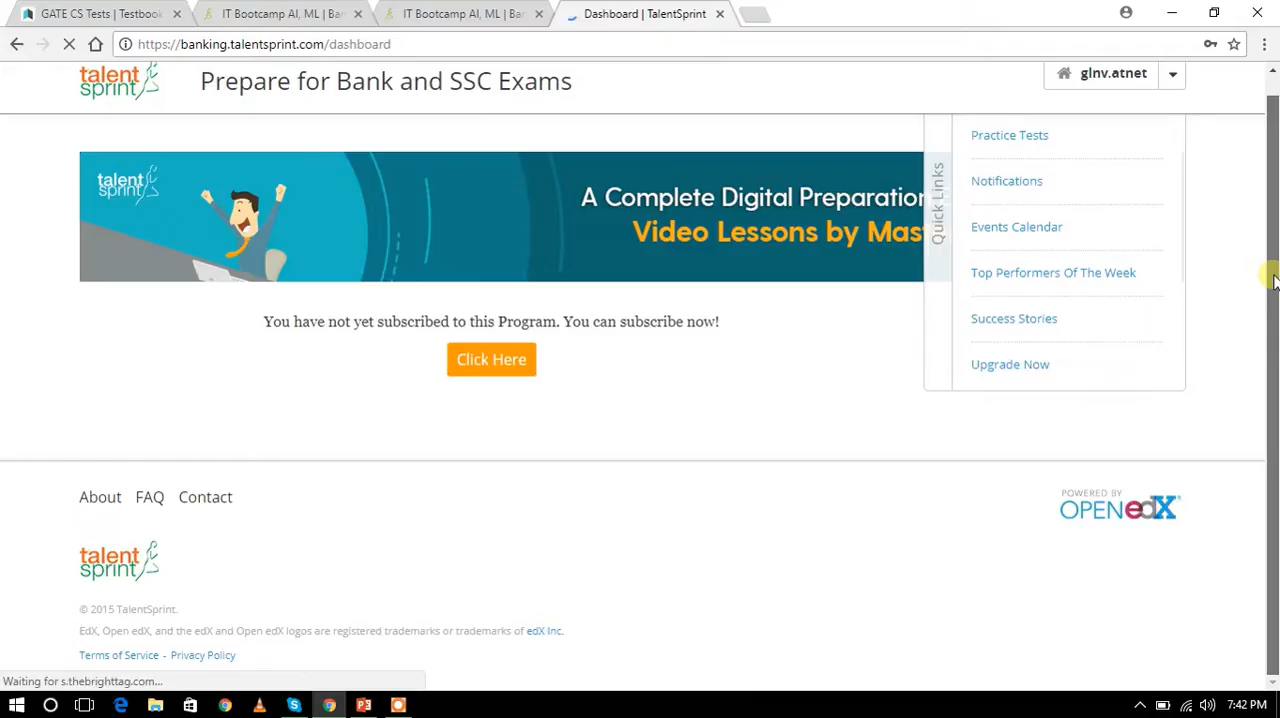 GATE CS Tests | Testbook
IT Bootcamp AI, ML | Ban
IT Bootcamp AI, ML | Ban
Dashboard | TalentSprint
https://banking.talentsprint.com/dashboard
talent
sprint
Prepare for Bank and SSC Exams
glnv.atnet
talent
sprint
A Complete Digital Preparation
Video Lessons by Mast
Quick Links
Practice Tests
Notifications
Events Calendar
Top Performers Of The Week
Success Stories
Upgrade Now
You have not yet subscribed to this Program. You can subscribe now!
Click Here
About FAQ Contact
POWERED BY
OPEN edX
talent
sprint
© 2015 TalentSprint.
EdX, Open edX, and the edX and Open edX logos are registered trademarks or trademarks of edX Inc.
Terms of Service - Privacy Policy
Waiting for s.thebrighttag.com...
7:42 PM